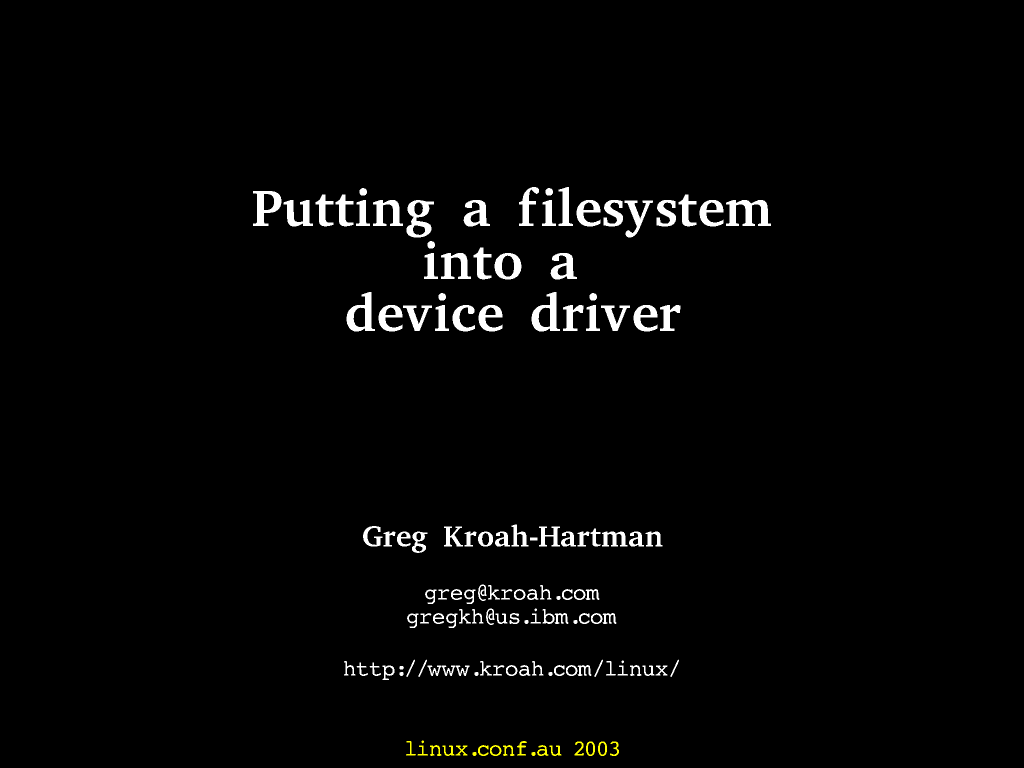 Putting a filesystem
into a
device driver
Greg Kroah-Hartman
greg@kroah.com
gregkh@us.ibm.com
http://www.kroah.com/linux/
linux.conf.au 2003